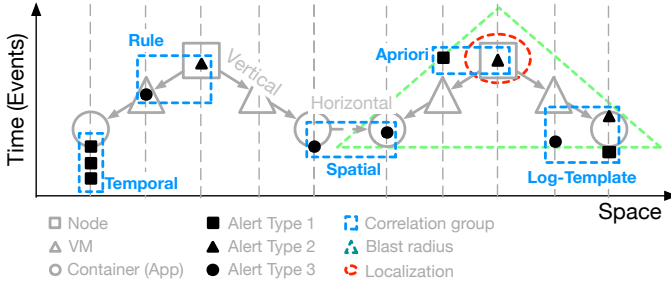 Time (Events)
Rule
Vertical
Apriori
Horizontal
Temporal
Spatial
Log-Template
Space
Node
Alert Type 1
Correlation group
VM
Alert Type 2
Blast radius
Container (App)
Alert Type 3
Localization